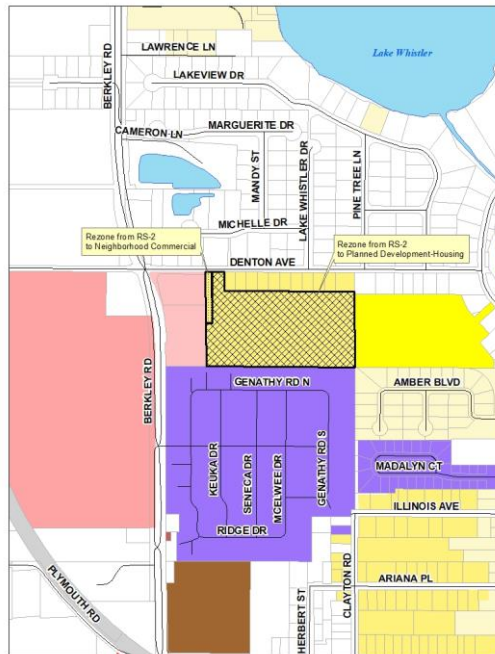 Lake Whistler
LAWRENCE LN
BERKLEY RD
LAKEVIEW DR
MARGUERITE DR
CAMERON LN
MANDY ST
LAKE WHISTLER DR
PINE TREE LN
MICHELLE DR
Rezone from RS-2
to Neighborhood Commercial
Rezone from RS-2
to Planned Development-Housing
DENTON AVE
BERKLEY RD
GENATHY RD N
AMBER BLVD
KEUKA DR
SENECA DR
MCELWEE DR
GENATHY RD S
MADALYN CT
ILLINOIS AVE
RIDGE DR
PLYMOUTH RD
HERBERT ST
CLAYTON RD
ARIANA PL